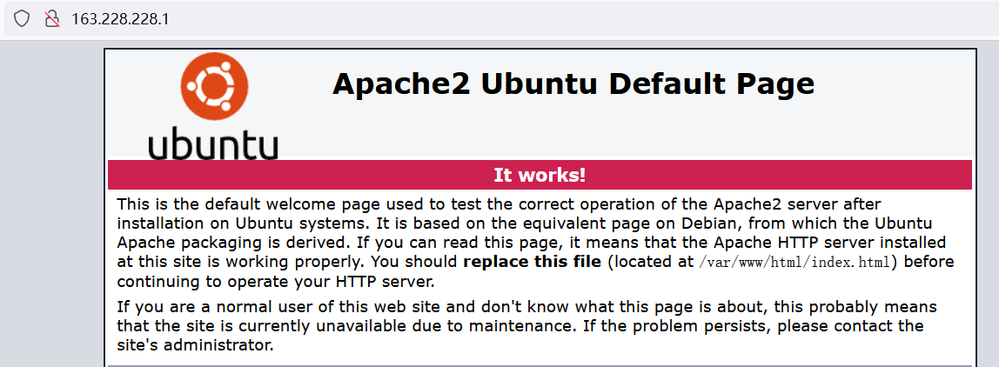 163.228.228.1
Apache2 Ubuntu Default Page
ubuntu
It works!
This is the default welcome page used to test the correct operation of the Apache2 server after
installation on Ubuntu systems. It is based on the equivalent page on Debian, from which the Ubuntu
Apache packaging is derived. If you can read this page, it means that the Apache HTTP server installed
at this site is working properly. You should replace this file (located at /var/www/html/index.html) before
continuing to operate your HTTP server.
If you are a normal user of this web site and don't know what this page is about, this probably means
that the site is currently unavailable due to maintenance. If the problem persists, please contact the
site's administrator.